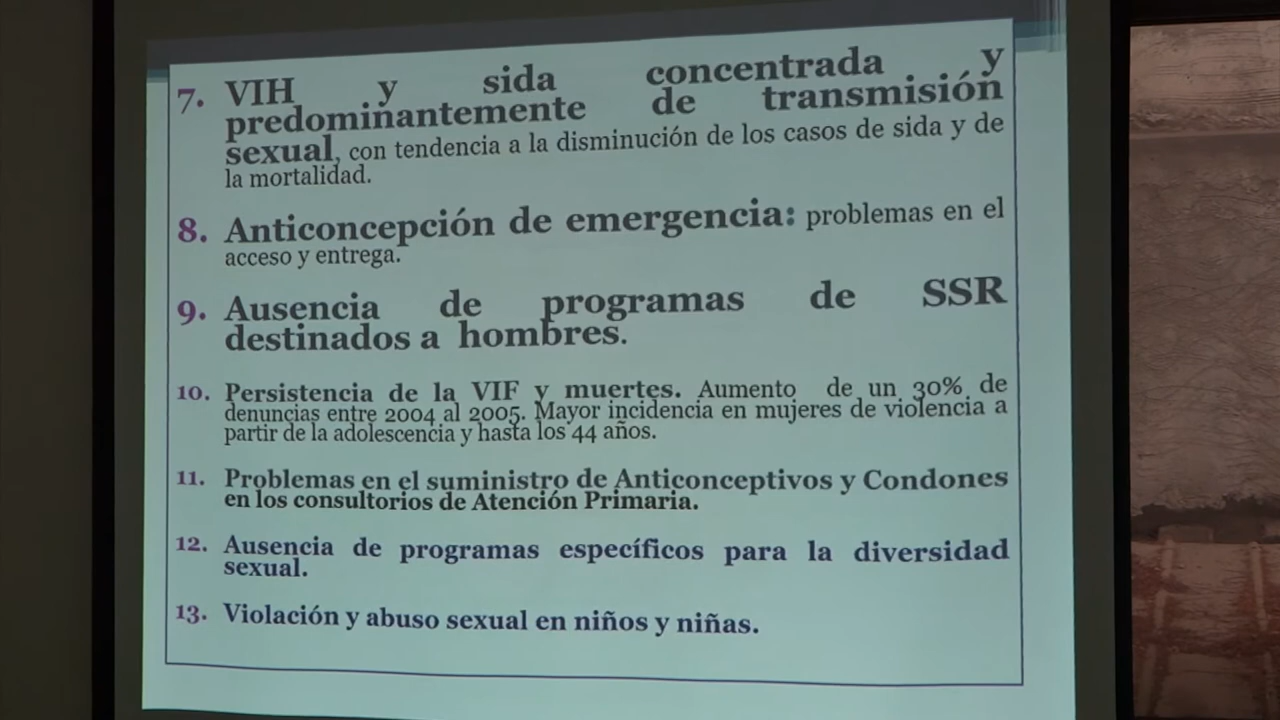 7. VIH y sida concentrada y
predominantemente de transmisión
sexual, con tendencia a la disminución de los casos de sida y de
la mortalidad.
8. Anticoncepción de emergencia: problemas en el
acceso y entrega.
9. Ausencia de programas de SSR
destinados a hombres.
10. Persistencia de la VIF y muertes. Aumento de un 30% de
denuncias entre 2004 al 2005. Mayor incidencia en mujeres de violencia a
partir de la adolescencia y hasta los 44 años.
11. Problemas en el suministro de Anticonceptivos y Condones
en los consultorios de Atención Primaria.
12. Ausencia de programas específicos para la diversidad
sexual.
13. Violación y abuso sexual en niños y niñas.